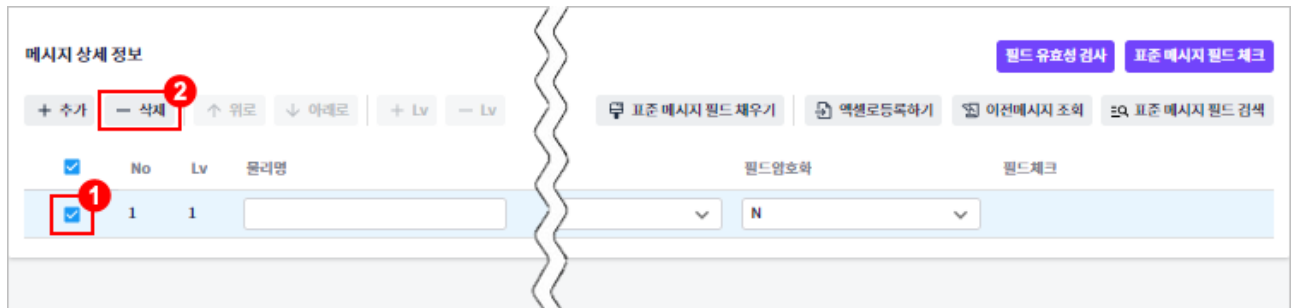 메시지 상세 정보
필드 유효성 검사 표준 메시지 필드 체크
+ 추가 − 삭제 2 ↑ 위로 ↓ 아래로 + Lv − Lv 표준 메시지 필드 채우기 엑셀로등록하기 이전메시지 조회 표준 메시지 필드 검색
No Lv 물리명 필드암호화 필드체크
1 1 1 N